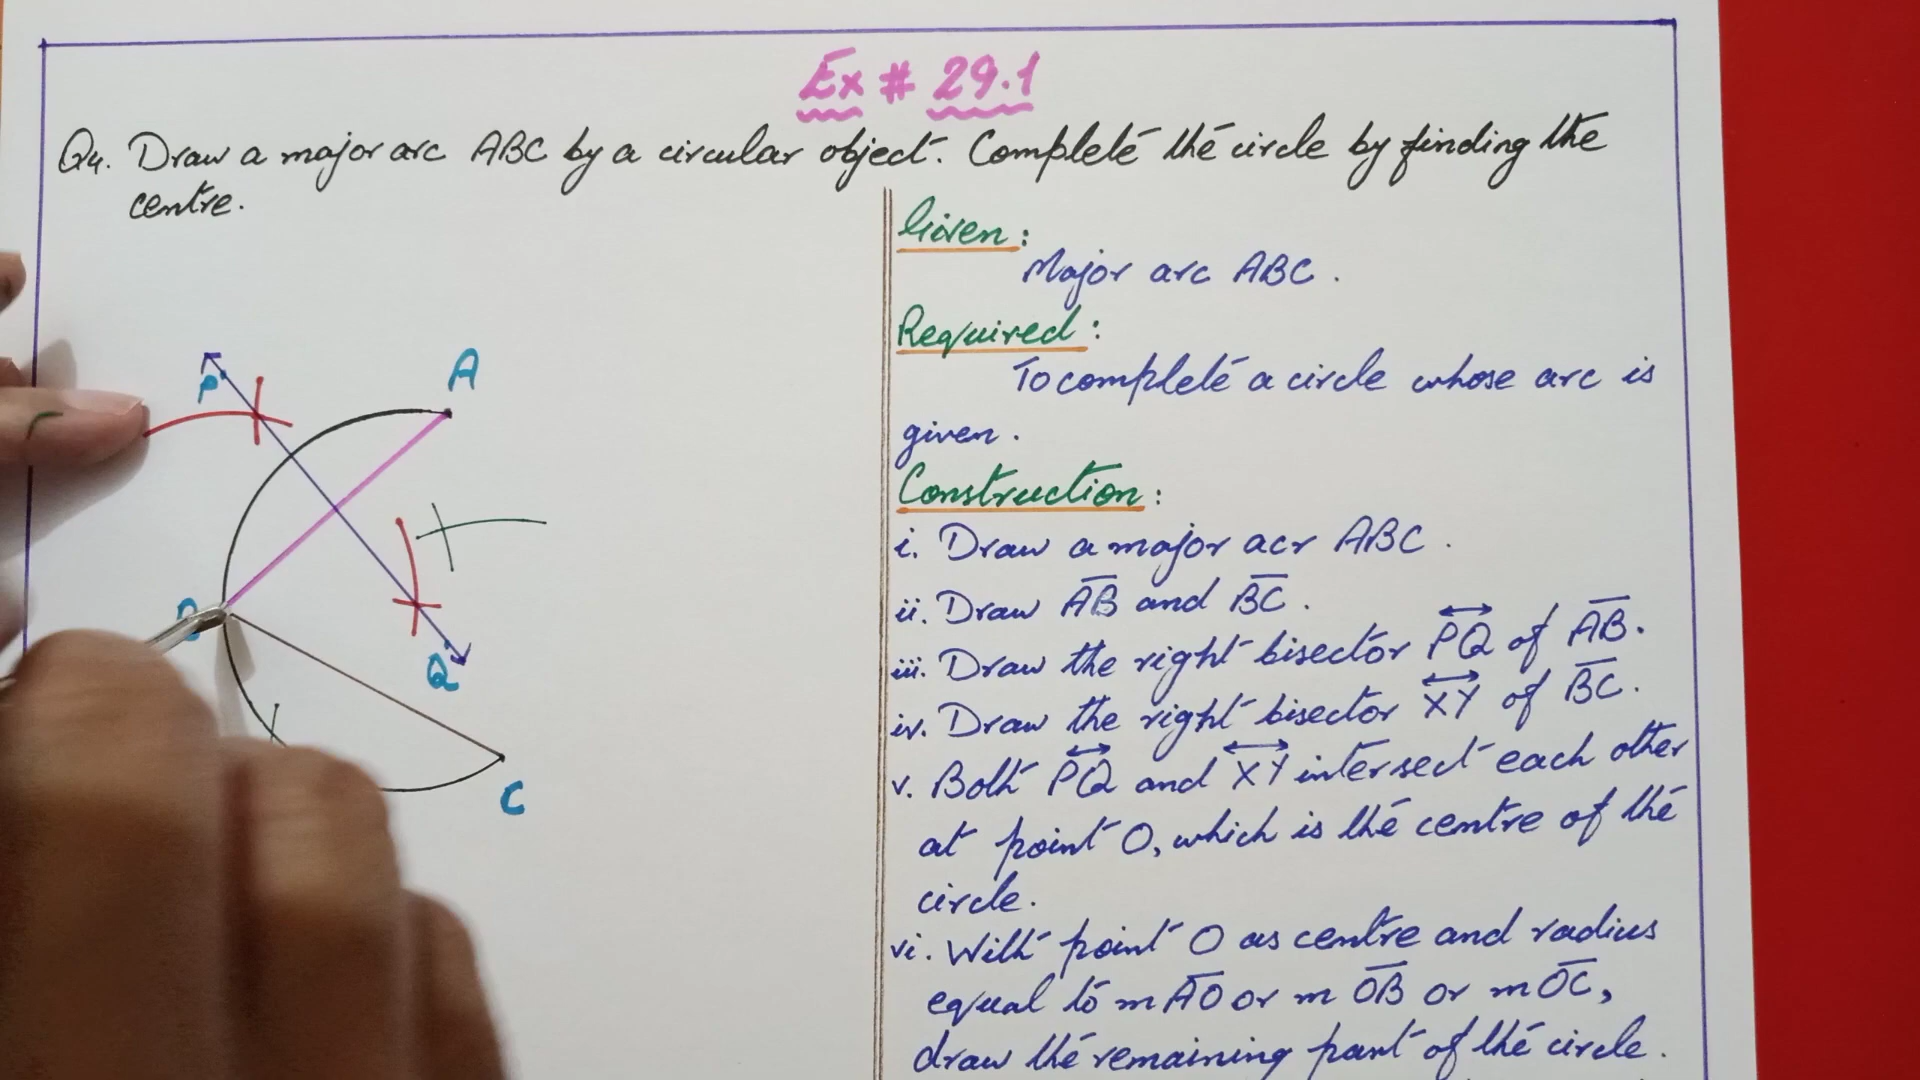 Ex # 29.1
Q4. Draw a major arc ABC by a circular object. Complete the circle by finding the
centre.
Given:
Major arc ABC.
Required:
To complete a circle whose arc is
given.
Construction:
i. Draw a major acr ABC.
ii. Draw AB and BC.
iii. Draw the right bisector PQ of AB.
iv. Draw the right bisector XY of BC.
v. Both PQ and XY intersect each other
at point O, which is the centre of the
circle.
vi. With point O as centre and radius
equal to mAO or mOB or mOC,
draw the remaining part of the circle.
P
A
Q
C